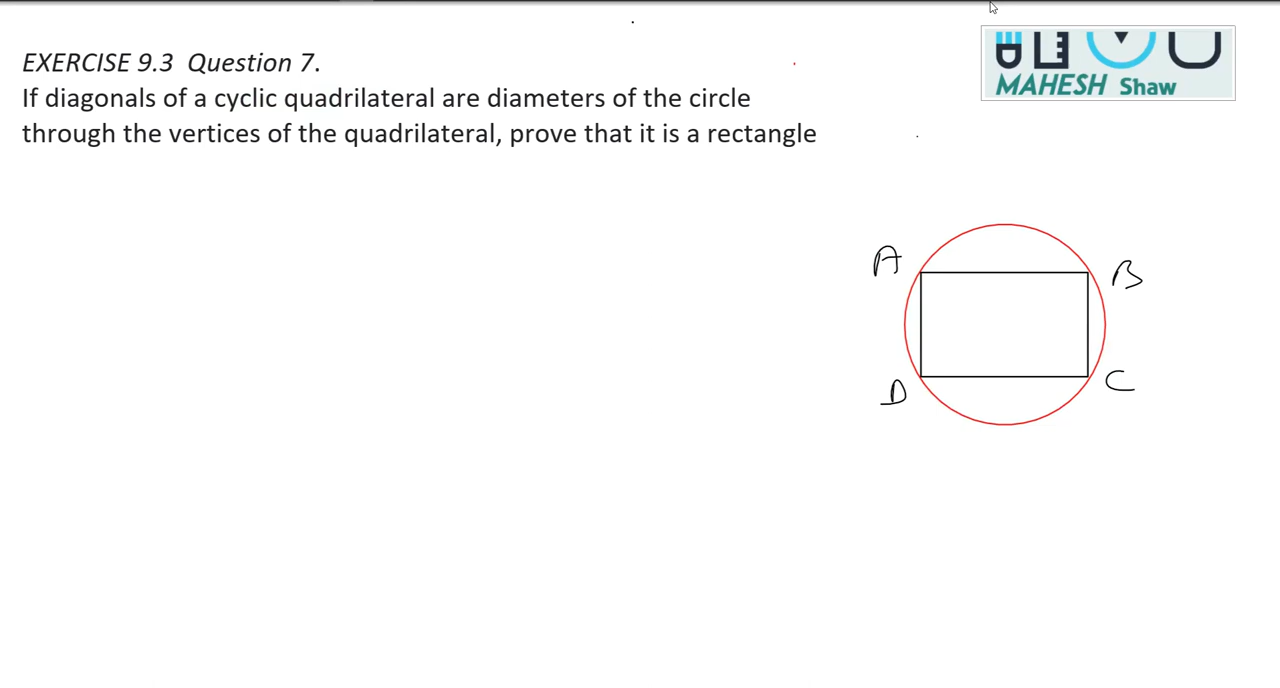 EXERCISE 9.3 Question 7.
If diagonals of a cyclic quadrilateral are diameters of the circle
through the vertices of the quadrilateral, prove that it is a rectangle
MAHESH Shaw
A
B
D
C